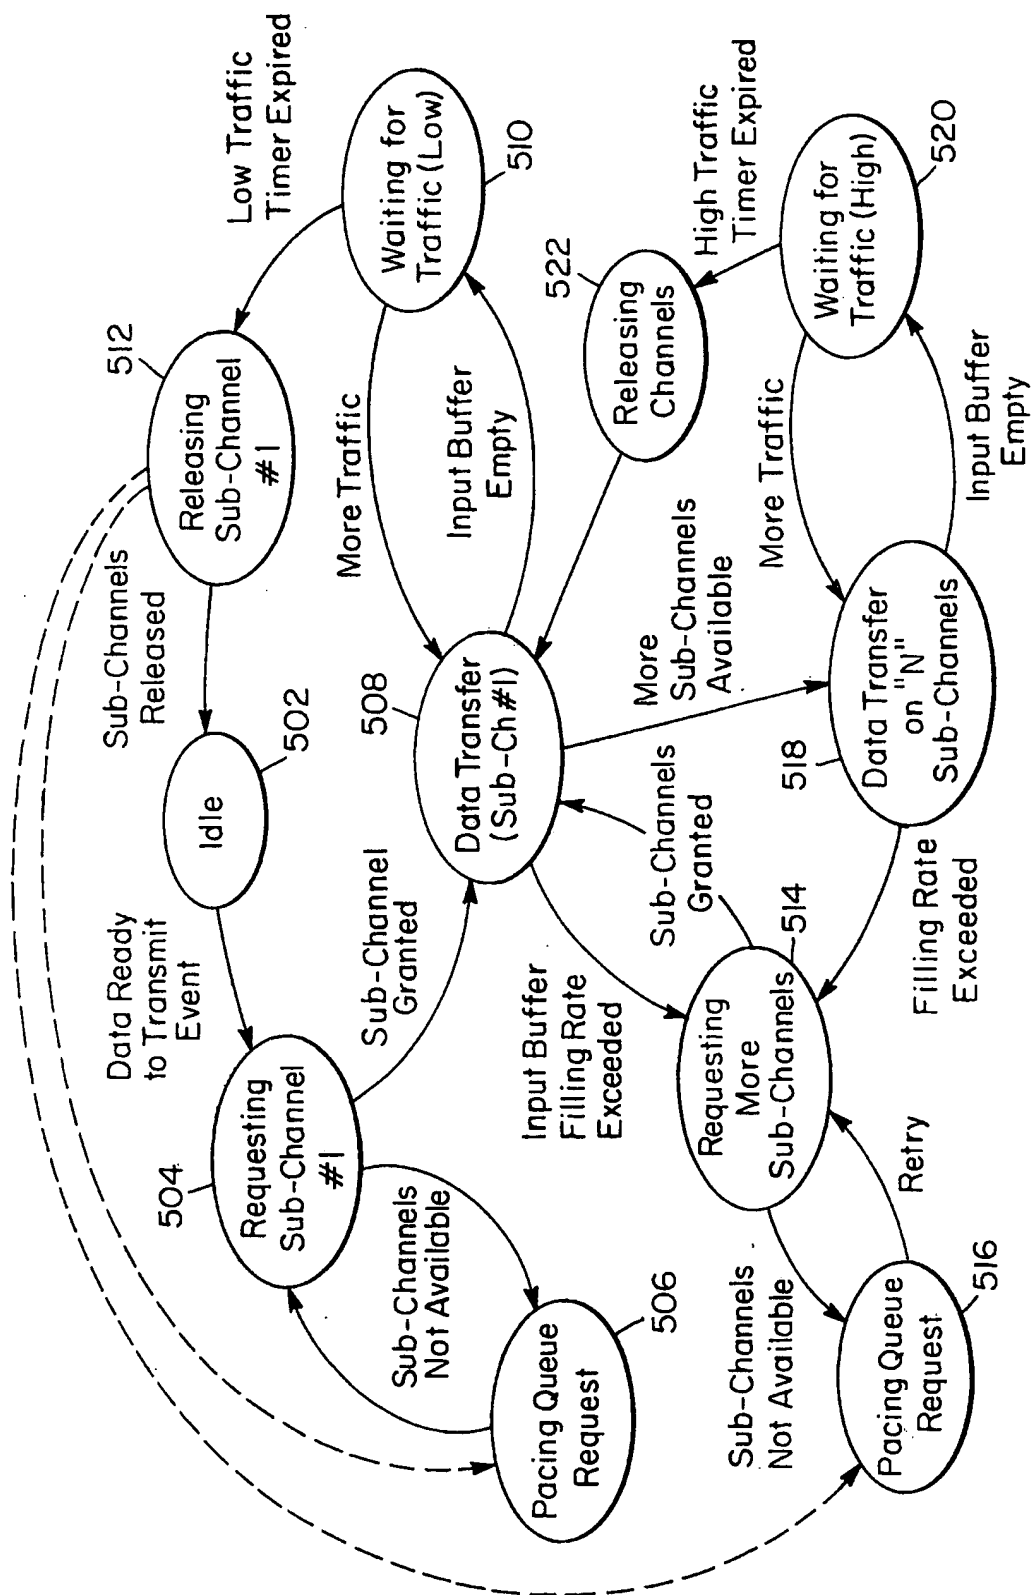 Data Ready
to Transmit
Event
Idle
502
Sub-Channels
Released
Releasing
Sub-Channel
#1
512
Low Traffic
Timer Expired
504
Requesting
Sub-Channel
#1
Sub-Channel
Granted
508
Data Transfer
(Sub-Ch#1)
More Traffic
Input Buffer
Empty
Waiting for
Traffic (Low)
510
Sub-Channels
Not Available
Pacing Queue
Request
506
Input Buffer
Filling Rate
Exceeded
Sub-Channels
Granted
More
Sub-Channels
Available
Releasing
Channels
522
High Traffic
Timer Expired
Requesting
More
Sub-Channels
514
Sub-Channels
Not Available
Retry
Pacing Queue
Request
516
Filling Rate
Exceeded
518
Data Transfer
on "N"
Sub-Channels
More Traffic
Input Buffer
Empty
Waiting for
Traffic (High)
520